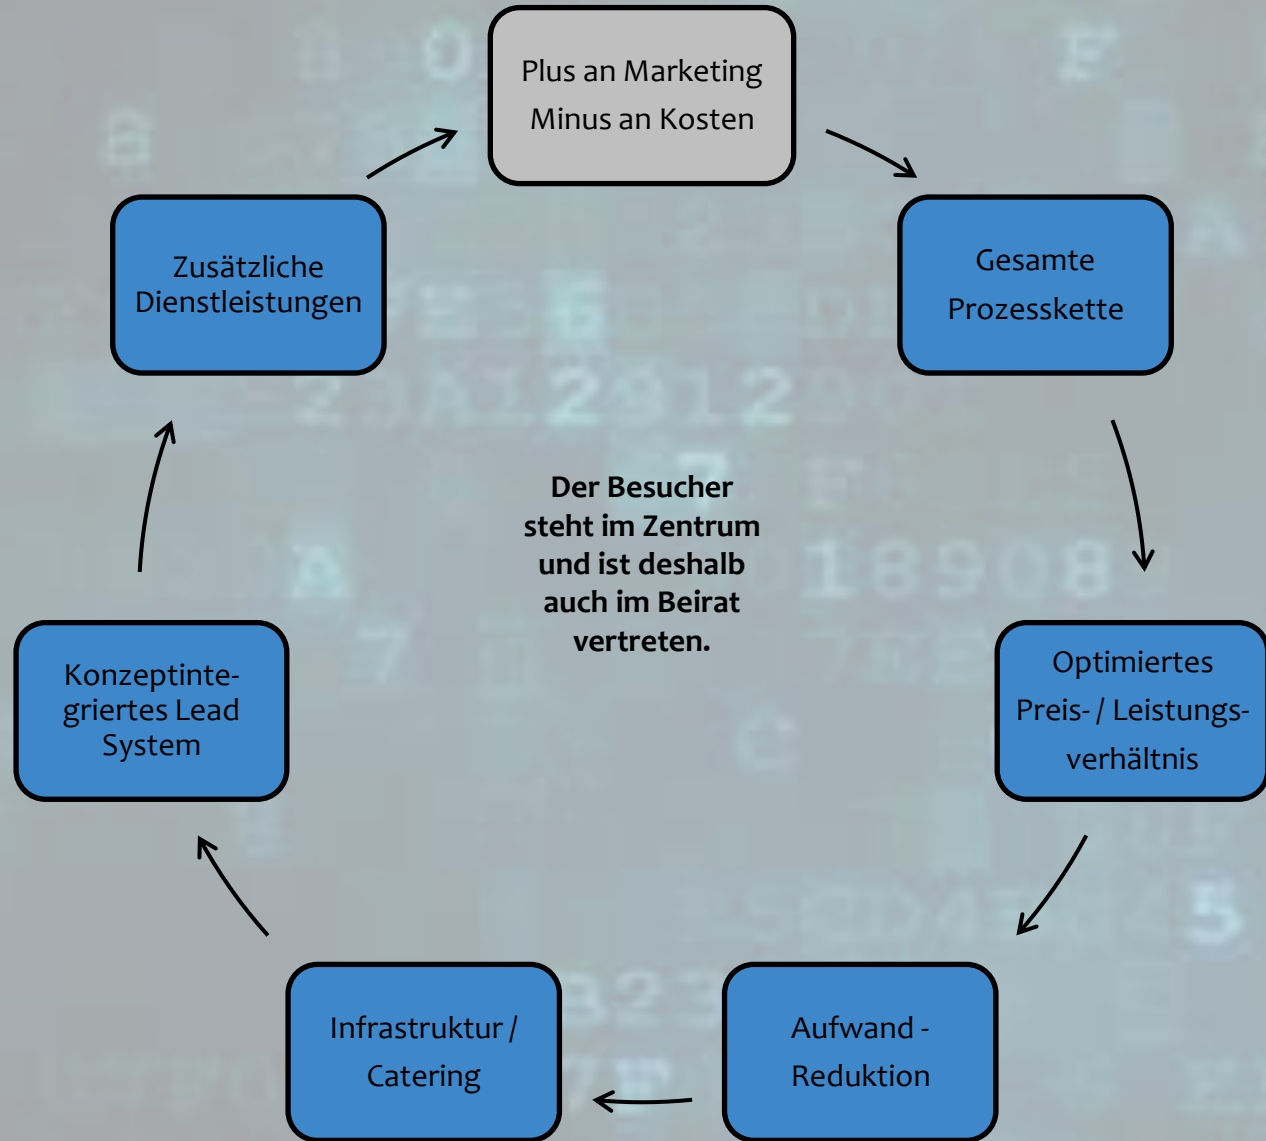 Plus an Marketing
Minus an Kosten
Gesamte
Prozesskette
Optimiertes
Preis- / Leistungs-
verhältnis
Aufwand -
Reduktion
Infrastruktur /
Catering
Konzeptinte-
griertes Lead
System
Zusätzliche
Dienstleistungen
Der Besucher
steht im Zentrum
und ist deshalb
auch im Beirat
vertreten.